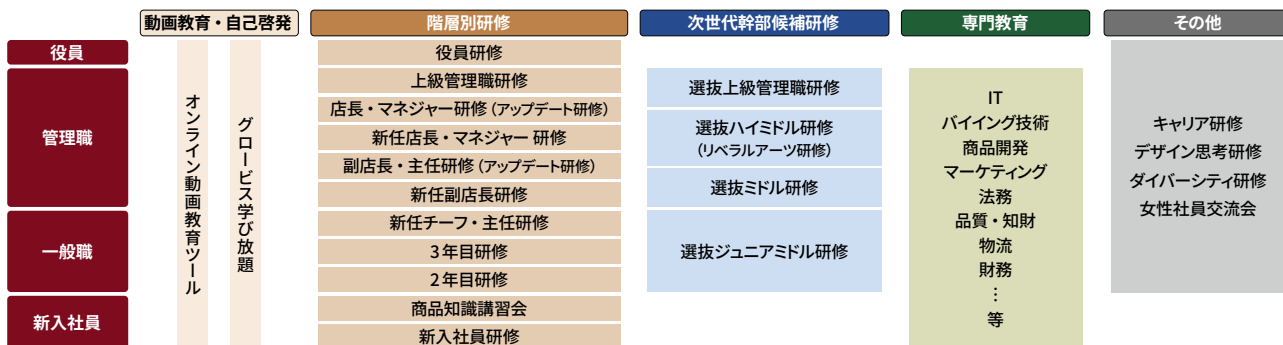 動画教育・自己啓発
階層別研修
次世代幹部候補研修
専門教育
その他
役員
管理職
一般職
新入社員
オンライン動画教育ツール
グロービス学び放題
役員研修
上級管理職研修
店長・マネジャー研修（アップデート研修）
新任店長・マネジャー 研修
副店長・主任研修（アップデート研修）
新任副店長研修
新任チーフ・主任研修
3年目研修
2年目研修
商品知識講習会
新入社員研修
選抜上級管理職研修
選抜ハイミドル研修
（リベラルアーツ研修）
選抜ミドル研修
選抜ジュニアミドル研修
IT
バイイング技術
商品開発
マーケティング
法務
品質・知財
物流
財務
…
等
キャリア研修
デザイン思考研修
ダイバーシティ研修
女性社員交流会